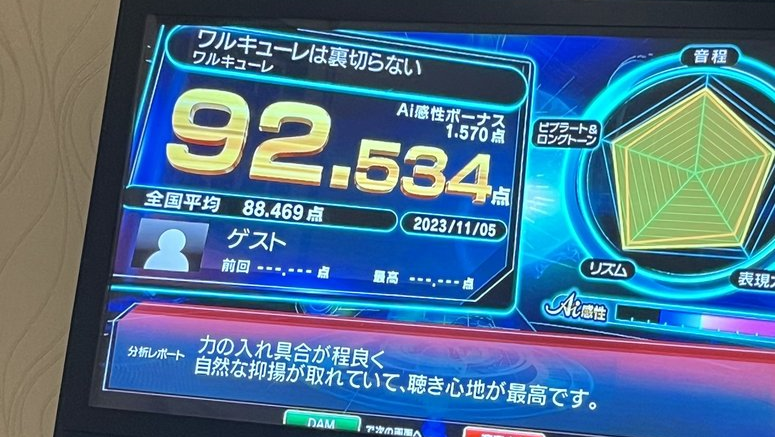 ワルキューレは裏切らない
ワルキューレ
92.534点
Ai感性ボーナス
1.570点
全国平均 88.469点
2023/11/05
ゲスト
前回 ---.--- 点 最高 ---.--- 点
音程
ビブラート&
ロングトーン
リズム
表現
Ai感性
分析レポート
力の入れ具合が程良く
自然な抑揚が取れていて、聴き心地が最高です。
DAM
で次の画面へ